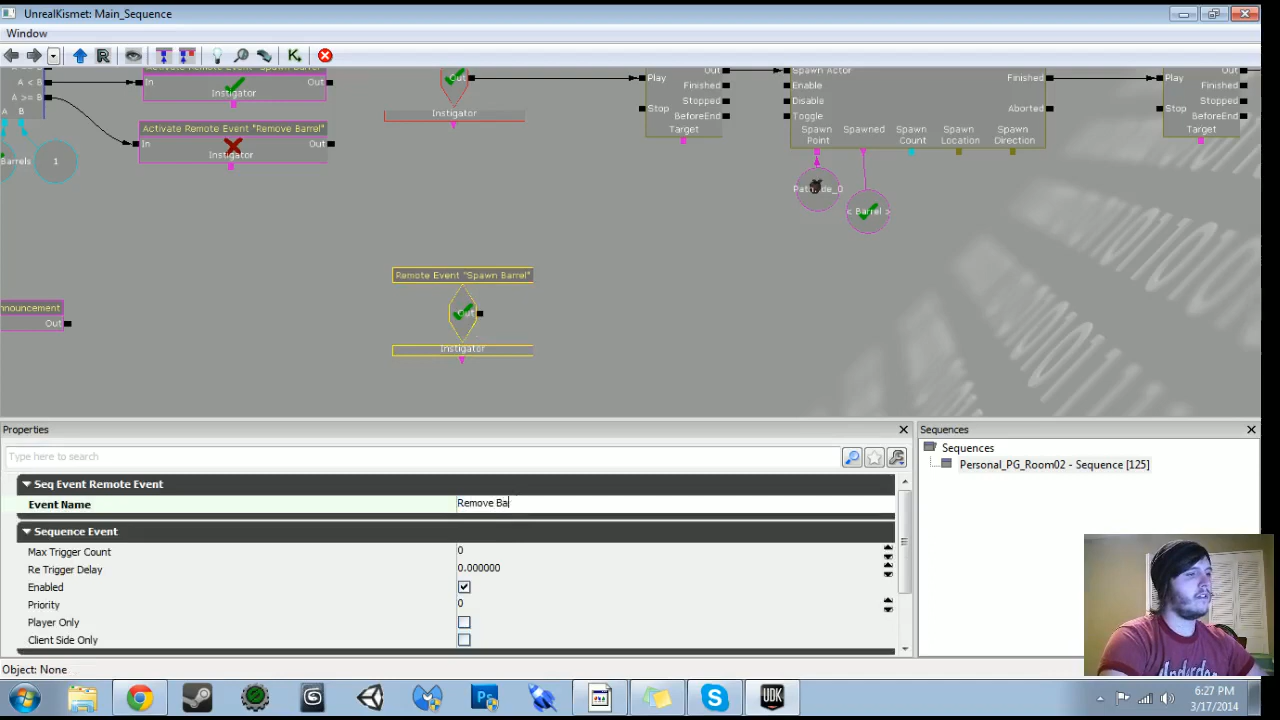 UnrealKismet: Main_Sequence
Window
A < B
In
Out
Play
Out
Spawn Actor
Finished
Play
Out
A >= B
Instigator
Finished
Enable
Finished
A B
Instigator
Stopped
Disable
Aborted
Stopped
Activate Remote Event "Remove Barrel"
Stop
BeforeEnd
Toggle
Stop
BeforeEnd
In
Out
Target
Spawn Point
Spawned
Spawn Count
Spawn Location
Spawn Direction
Target
Instigator
Barrels
1
< Barrel >
Remote Event "Spawn Barrel"
Out
Instigator
nnouncement
Out
Properties
Sequences
Type here to search
Sequences
Personal_PG_Room02 - Sequence [125]
Seq Event Remote Event
Event Name
Remove Ba
Sequence Event
Max Trigger Count
0
Re Trigger Delay
0.000000
Enabled
Priority
0
Player Only
Client Side Only
Object: None
UDK
6:27 PM
3/17/2014